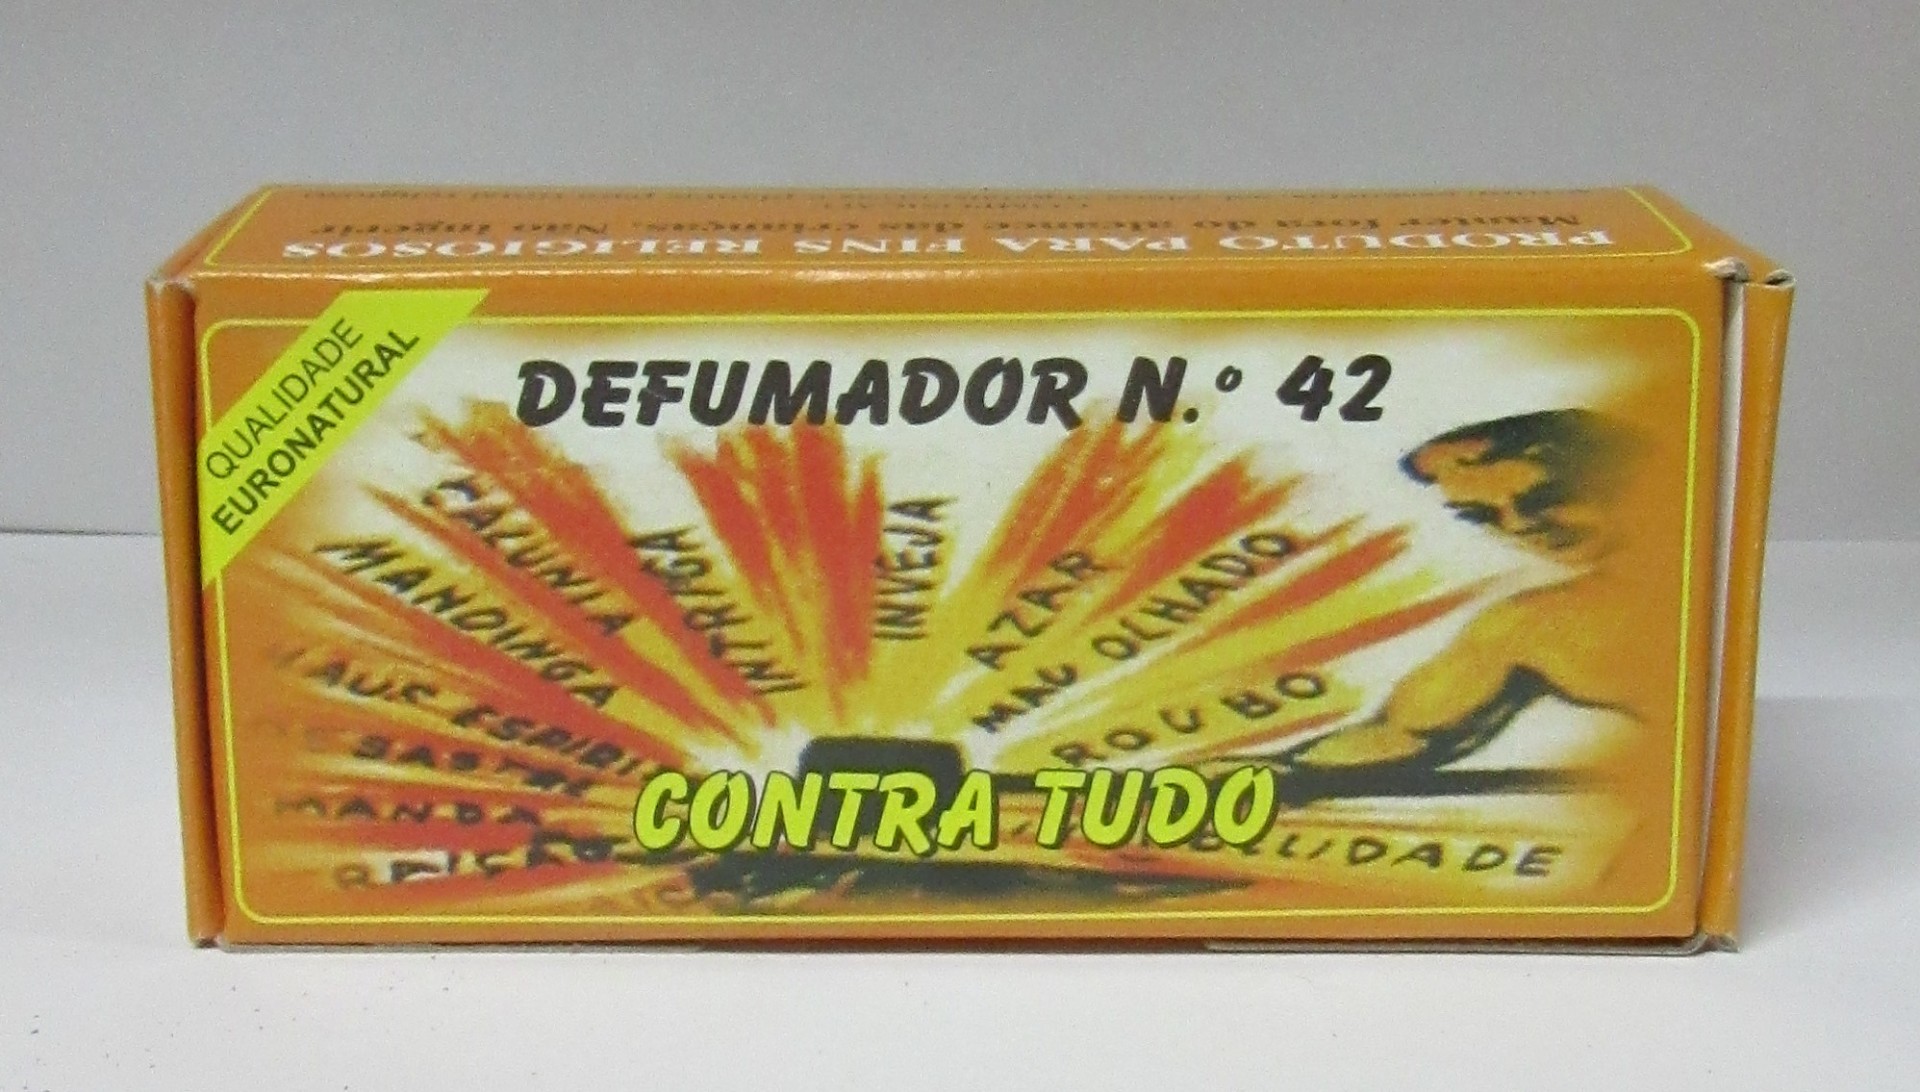 PRODUTO PARA FINS RELIGIOSOS
Manter fora do alcance das crianças. Não ingerir
QUALIDADE
EURONATURAL
DEFUMADOR N.º 42
CALUNIA
INTRIGA
INVEJA
AZAR
MAU OLHADO
MANDINGA
ROUBO
CONTRA TUDO